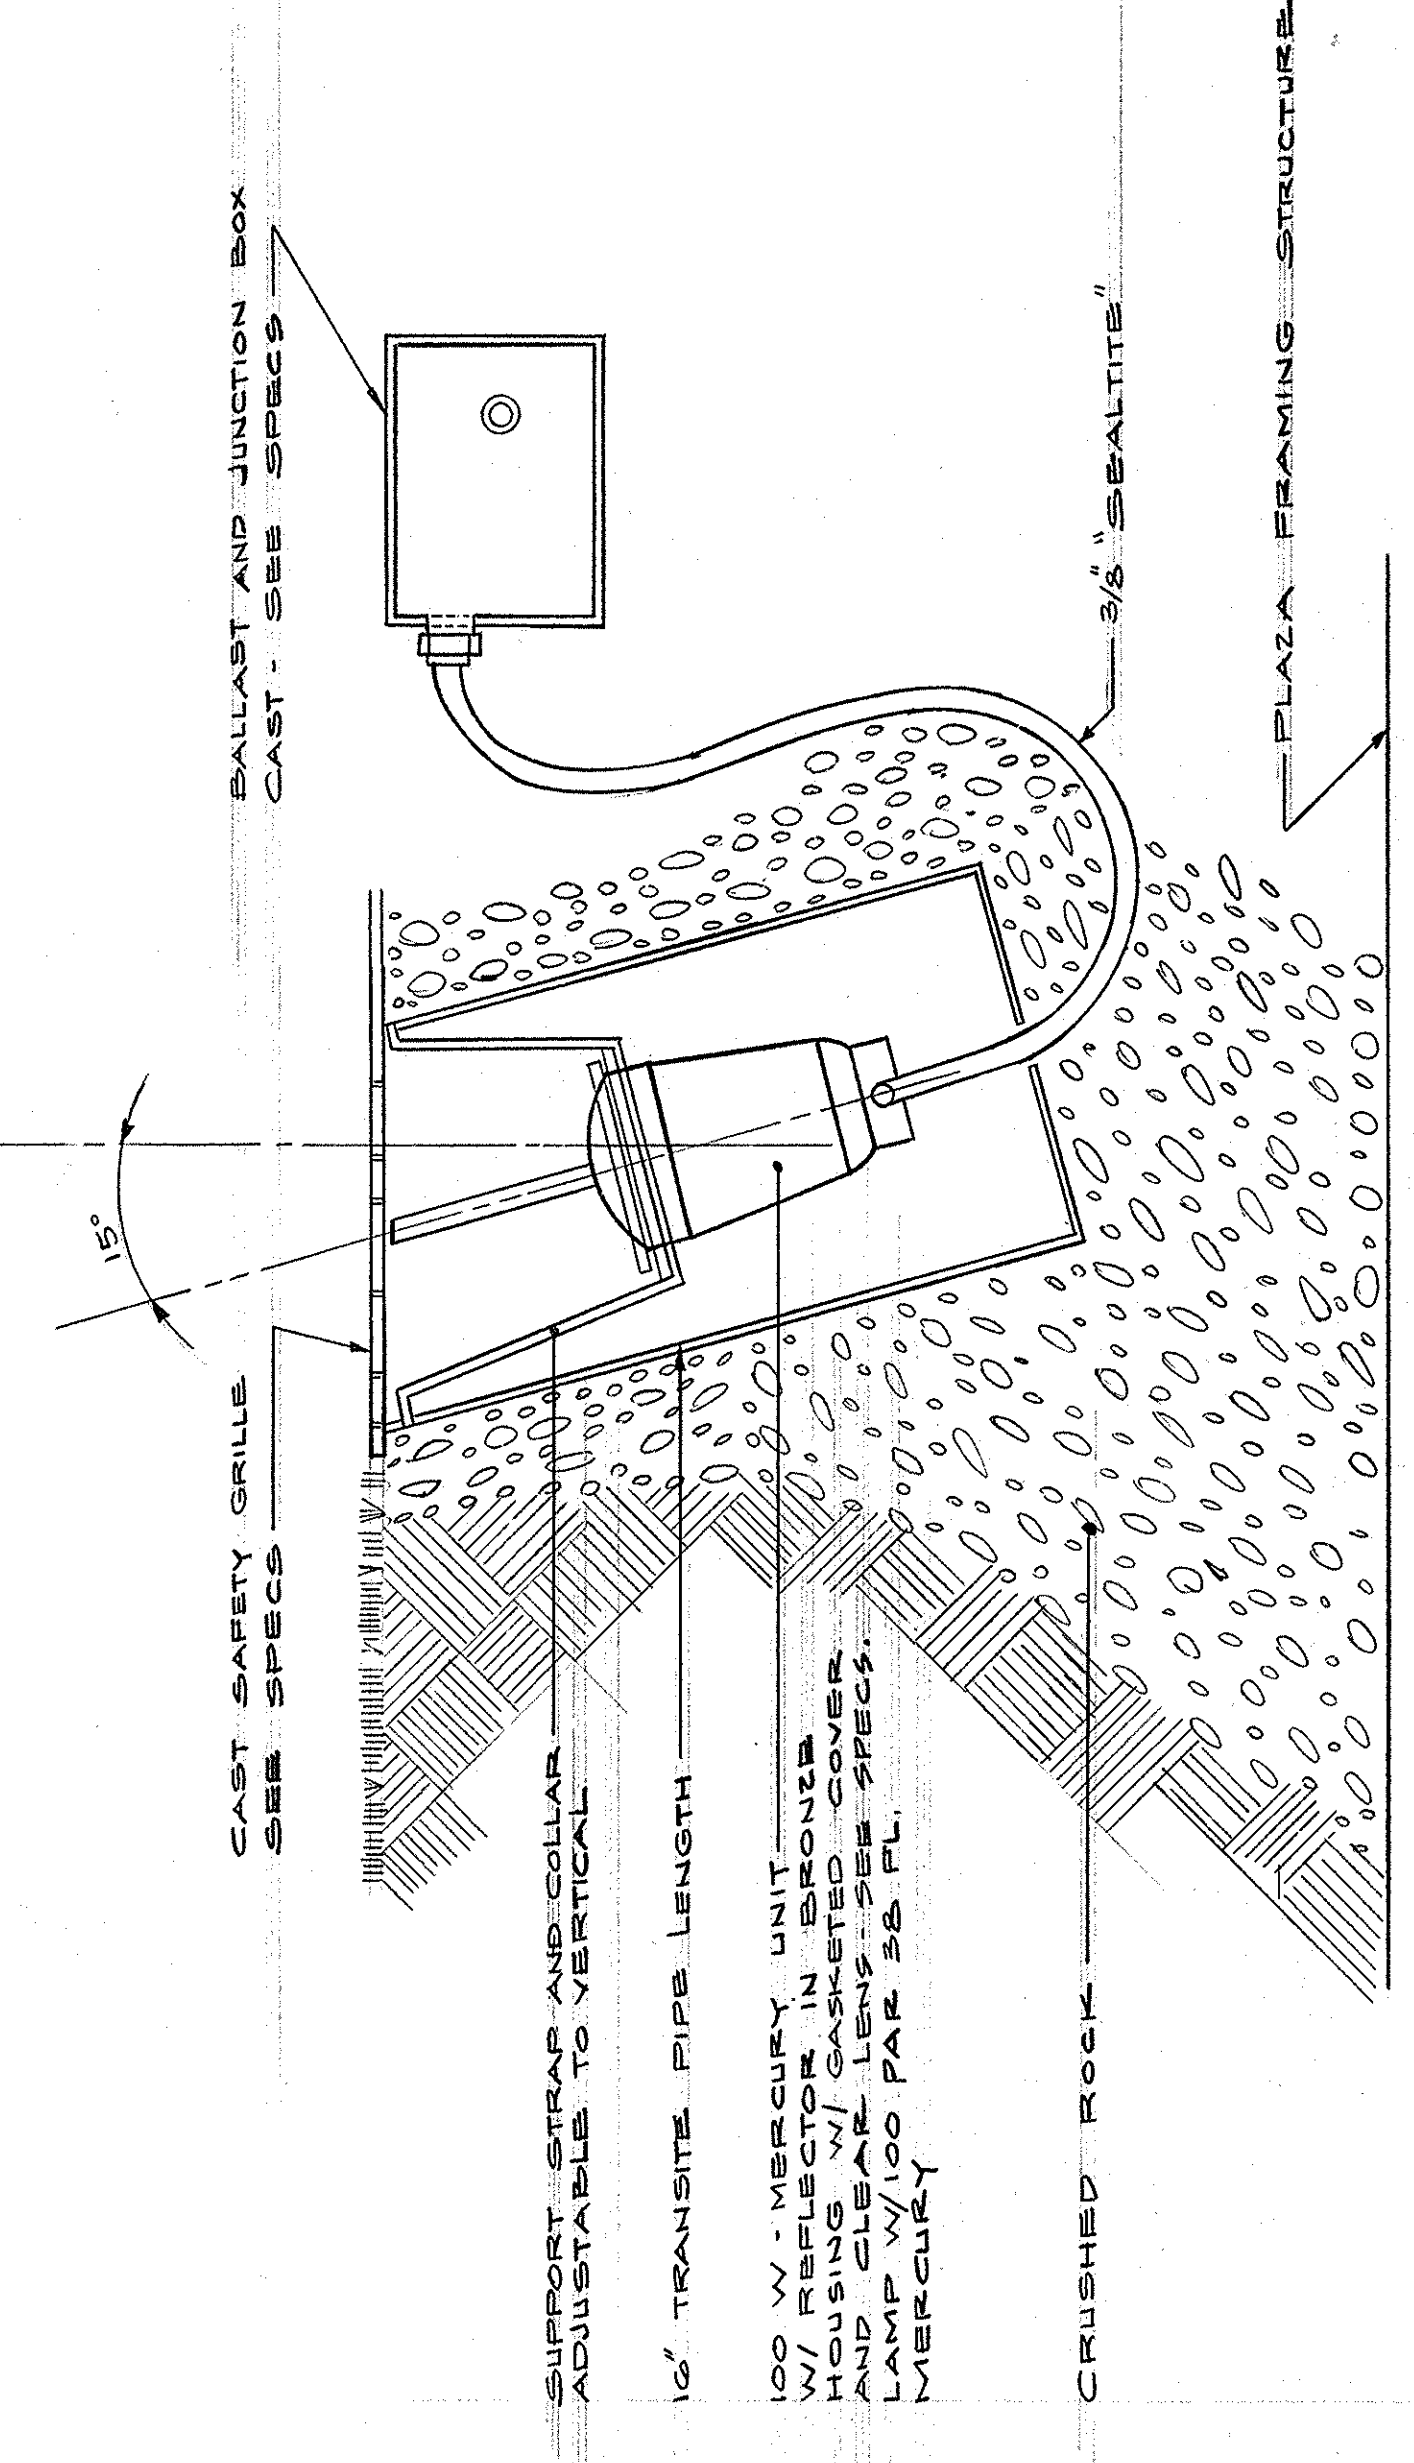 BALLAST AND JUNCTION BOX
CAST - SEE SPECS
15°
CAST SAFETY GRILLE
SEE SPECS
SUPPORT STRAP AND COLLAR
ADJUSTABLE TO VERTICAL
16" TRANSITE PIPE LENGTH
100 W - MERCURY UNIT
W/ REFLECTOR IN BRONZE
HOUSING W/ GASKETED COVER
AND CLEAR LENS - SEE SPECS.
LAMP W/100 PAR 38 FL.
MERCURY
CRUSHED ROCK
3/8" "SEALTITE"
PLAZA FRAMING STRUCTURE